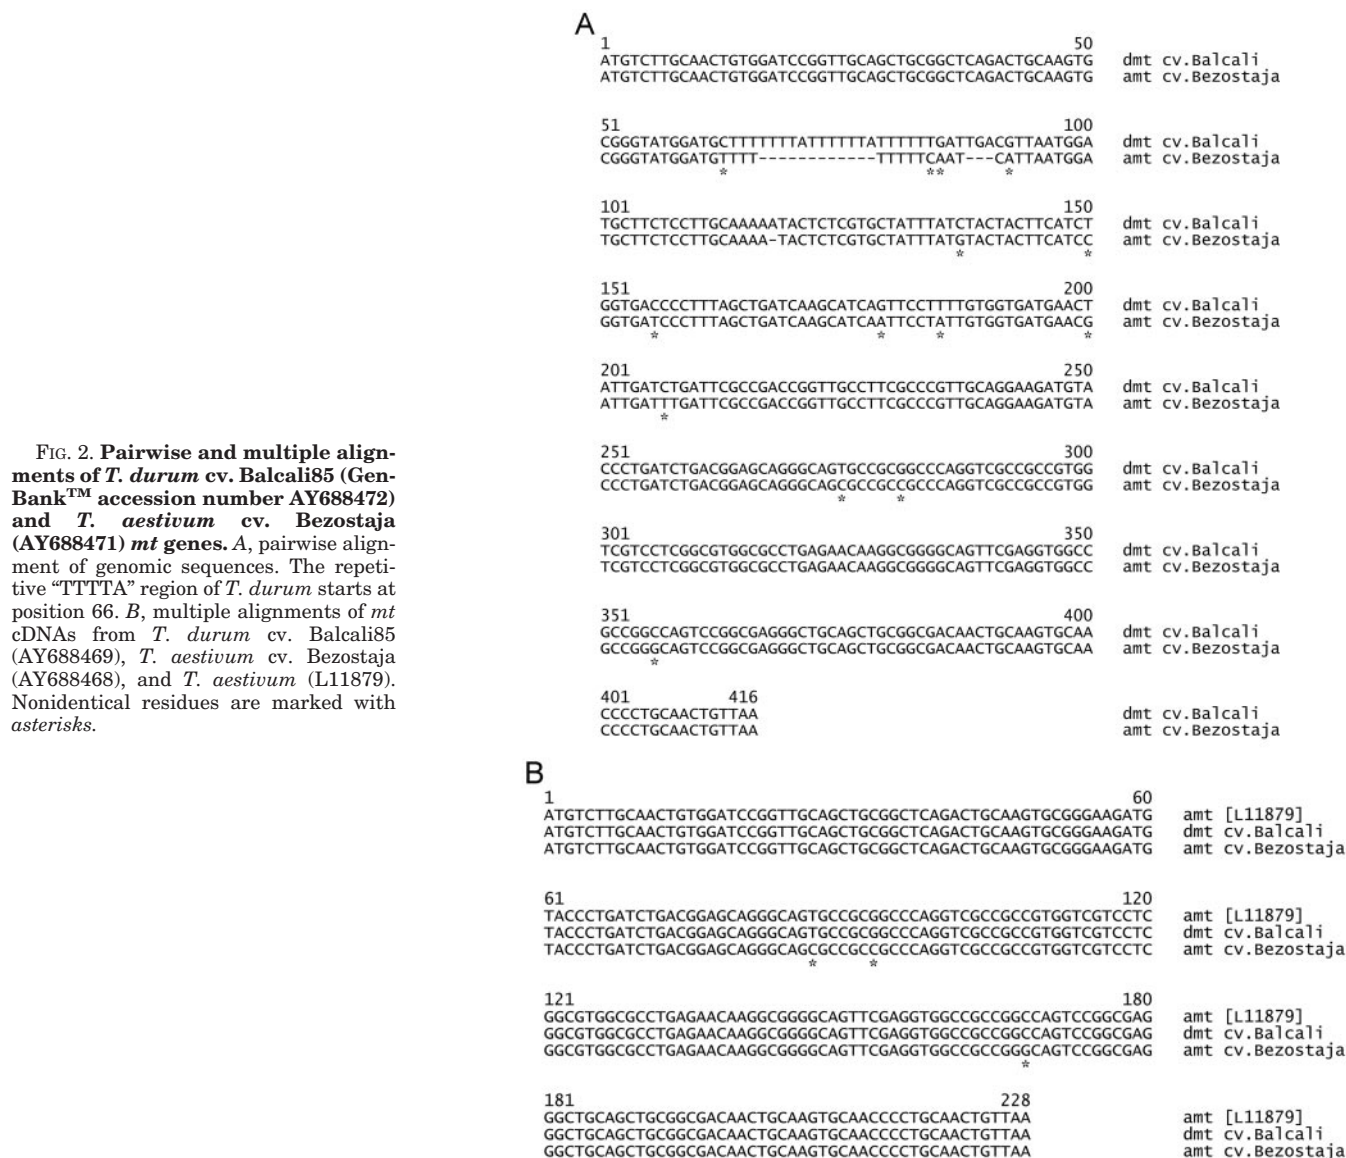 A
1 50
ATGTCTTGCAACTGTGGATCCGGTTGCAGCTGCGGCTCAGACTGCAAGTG dmt cv.Balcali
ATGTCTTGCAACTGTGGATCCGGTTGCAGCTGCGGCTCAGACTGCAAGTG amt cv.Bezostaja
51 100
CGGGTATGGATGCTTTTTTTATTTTTTATTTTTTGATTGACGTTAATGGA dmt cv.Balcali
CGGGTATGGATGTTTT------------TTTTTCAAT---CATTAATGGA amt cv.Bezostaja
* ** *
101 150
TGCTTCTCCTTGCAAAAATACTCTCGTGCTATTTATCTACTACTTCATCT dmt cv.Balcali
TGCTTCTCCTTGCAAAA-TACTCTCGTGCTATTTATGTACTACTTCATCC amt cv.Bezostaja
* *
151 200
GGTGACCCCTTTAGCTGATCAAGCATCAGTTCCTTTTGTGGTGATGAACT dmt cv.Balcali
GGTGATCCCTTTAGCTGATCAAGCATCAATTCCTATTGTGGTGATGAACG amt cv.Bezostaja
* * * *
201 250
ATTGATCTGATTCGCCGACCGGTTGCCTTCGCCCGTTGCAGGAAGATGTA dmt cv.Balcali
ATTGATTTGATTCGCCGACCGGTTGCCTTCGCCCGTTGCAGGAAGATGTA amt cv.Bezostaja
*
251 300
CCCTGATCTGACGGAGCAGGGCAGTGCCGCGGCCCAGGTCGCCGCCGTGG dmt cv.Balcali
CCCTGATCTGACGGAGCAGGGCAGCGCCGCCGCCCAGGTCGCCGCCGTGG amt cv.Bezostaja
* *
301 350
TCGTCCTCGGCGTGGCGCCTGAGAACAAGGCGGGGCAGTTCGAGGTGGCC dmt cv.Balcali
TCGTCCTCGGCGTGGCGCCTGAGAACAAGGCGGGGCAGTTCGAGGTGGCC amt cv.Bezostaja
351 400
GCCGGCCAGTCCGGCGAGGGCTGCAGCTGCGGCGACAACTGCAAGTGCAA dmt cv.Balcali
GCCGGGCAGTCCGGCGAGGGCTGCAGCTGCGGCGACAACTGCAAGTGCAA amt cv.Bezostaja
*
401 416
CCCCTGCAACTGTTAA dmt cv.Balcali
CCCCTGCAACTGTTAA amt cv.Bezostaja
FIG. 2. Pairwise and multiple align-
ments of T. durum cv. Balcali85 (Gen-
Bank™ accession number AY688472)
and T. aestivum cv. Bezostaja
(AY688471) mt genes. A, pairwise align-
ment of genomic sequences. The repeti-
tive “TTTTA” region of T. durum starts at
position 66. B, multiple alignments of mt
cDNAs from T. durum cv. Balcali85
(AY688469), T. aestivum cv. Bezostaja
(AY688468), and T. aestivum (L11879).
Nonidentical residues are marked with
asterisks.
B
1 60
ATGTCTTGCAACTGTGGATCCGGTTGCAGCTGCGGCTCAGACTGCAAGTGCGGGAAGATG amt [L11879]
ATGTCTTGCAACTGTGGATCCGGTTGCAGCTGCGGCTCAGACTGCAAGTGCGGGAAGATG dmt cv.Balcali
ATGTCTTGCAACTGTGGATCCGGTTGCAGCTGCGGCTCAGACTGCAAGTGCGGGAAGATG amt cv.Bezostaja
61 120
TACCCTGATCTGACGGAGCAGGGCAGTGCCGCGGCCCAGGTCGCCGCCGTGGTCGTCCTC amt [L11879]
TACCCTGATCTGACGGAGCAGGGCAGTGCCGCGGCCCAGGTCGCCGCCGTGGTCGTCCTC dmt cv.Balcali
TACCCTGATCTGACGGAGCAGGGCAGCGCCGCCGCCCAGGTCGCCGCCGTGGTCGTCCTC amt cv.Bezostaja
* *
121 180
GGCGTGGCGCCTGAGAACAAGGCGGGGCAGTTCGAGGTGGCCGCCGGCCAGTCCGGCGAG amt [L11879]
GGCGTGGCGCCTGAGAACAAGGCGGGGCAGTTCGAGGTGGCCGCCGGCCAGTCCGGCGAG dmt cv.Balcali
GGCGTGGCGCCTGAGAACAAGGCGGGGCAGTTCGAGGTGGCCGCCGGGCAGTCCGGCGAG amt cv.Bezostaja
*
181 228
GGCTGCAGCTGCGGCGACAACTGCAAGTGCAACCCCTGCAACTGTTAA amt [L11879]
GGCTGCAGCTGCGGCGACAACTGCAAGTGCAACCCCTGCAACTGTTAA dmt cv.Balcali
GGCTGCAGCTGCGGCGACAACTGCAAGTGCAACCCCTGCAACTGTTAA amt cv.Bezostaja